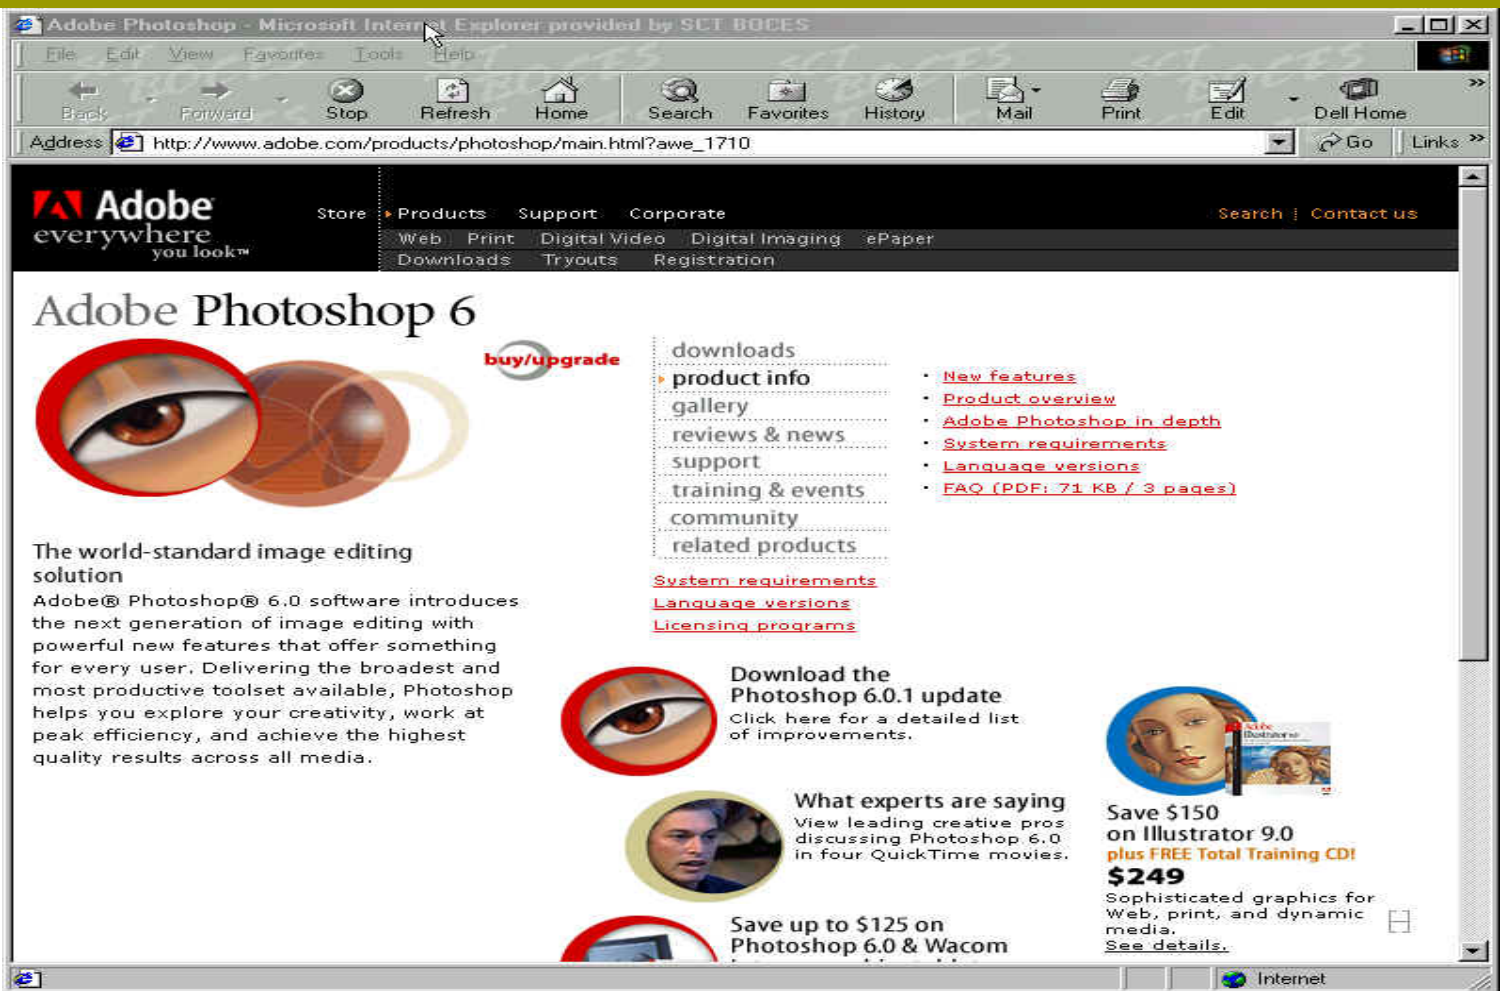 Adobe Photoshop - Microsoft Internet Explorer provided by SCT BOCES
File Edit View Favorites Tools Help
Back Forward Stop Refresh Home Search Favorites History Mail Print Edit Dell Home »
Address http://www.adobe.com/products/photoshop/main.html?awe_1710 Go Links »
Adobe
everywhere
you look™
Store Products Support Corporate
Search | Contact us
Web Print Digital Video Digital Imaging ePaper
Downloads Tryouts Registration
Adobe Photoshop 6
buy/upgrade
downloads
product info
gallery
reviews & news
support
training & events
community
related products
• New features
• Product overview
• Adobe Photoshop in depth
• System requirements
• Language versions
• FAQ (PDF: 71 KB / 3 pages)
System requirements
Language versions
Licensing programs
The world-standard image editing
solution
Adobe® Photoshop® 6.0 software introduces
the next generation of image editing with
powerful new features that offer something
for every user. Delivering the broadest and
most productive toolset available, Photoshop
helps you explore your creativity, work at
peak efficiency, and achieve the highest
quality results across all media.
Download the
Photoshop 6.0.1 update
Click here for a detailed list
of improvements.
What experts are saying
View leading creative pros
discussing Photoshop 6.0
in four QuickTime movies.
Save up to $125 on
Photoshop 6.0 & Wacom
Adobe
Illustrator
Save $150
on Illustrator 9.0
plus FREE Total Training CD!
$249
Sophisticated graphics for
Web, print, and dynamic
media.
See details.
Internet